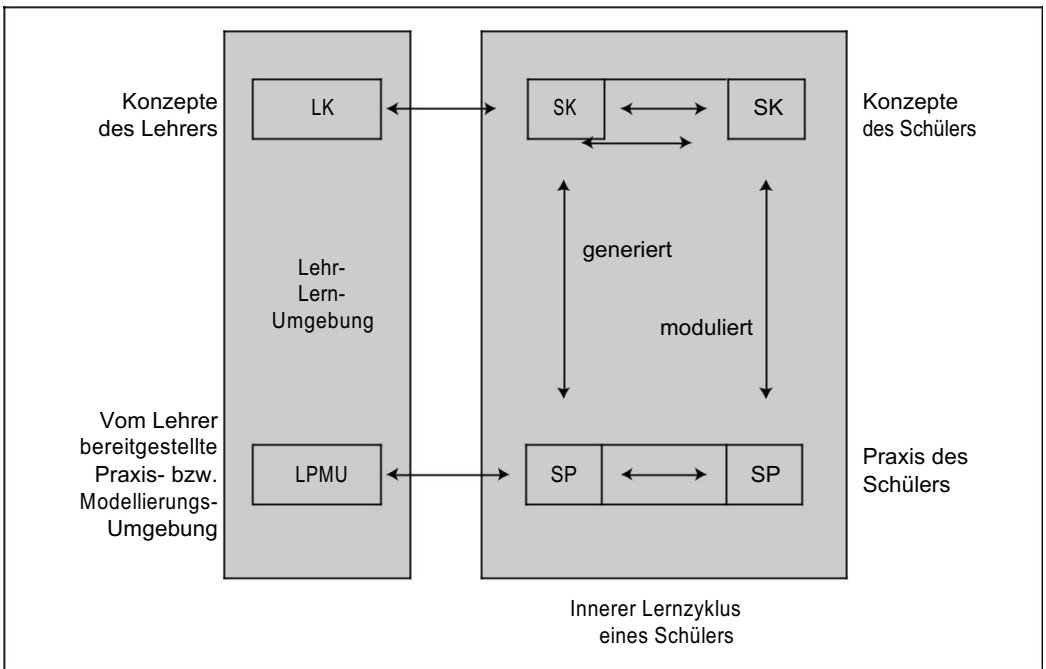 Konzepte
des Lehrers
LK
SK
SK
Konzepte
des Schülers
generiert
Lehr-
Lern-
Umgebung
moduliert
Vom Lehrer
bereitgestellte
Praxis- bzw.
Modellierungs-
Umgebung
LPMU
SP
SP
Praxis des
Schülers
Innerer Lernzyklus
eines Schülers